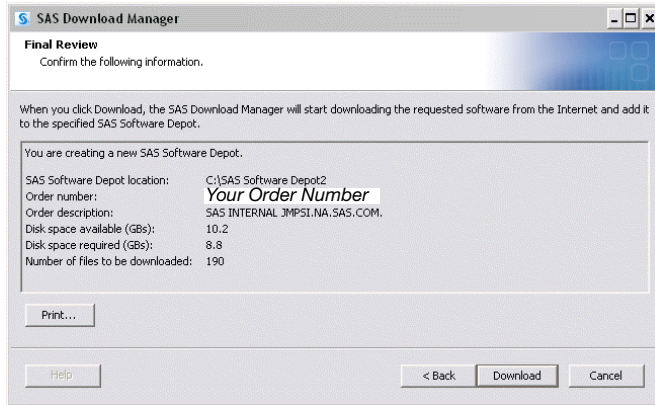 SAS Download Manager
Final Review
Confirm the following information.
When you click Download, the SAS Download Manager will start downloading the requested software from the Internet and add it
to the specified SAS Software Depot.
You are creating a new SAS Software Depot.
SAS Software Depot location: C:\SAS Software Depot2
Order number: Your Order Number
Order description: SAS INTERNAL JMPSI.NA.SAS.COM.
Disk space available (GBs): 10.2
Disk space required (GBs): 8.8
Number of files to be downloaded: 190
Print...
Help < Back Download Cancel